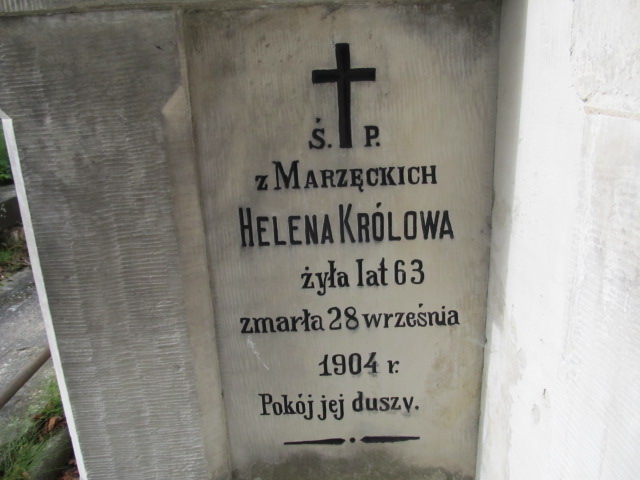 Ś. P.
z Marzęckich
Helena Królowa
żyła lat 63
zmarła 28 września
1904 r.
Pokój jej duszy.